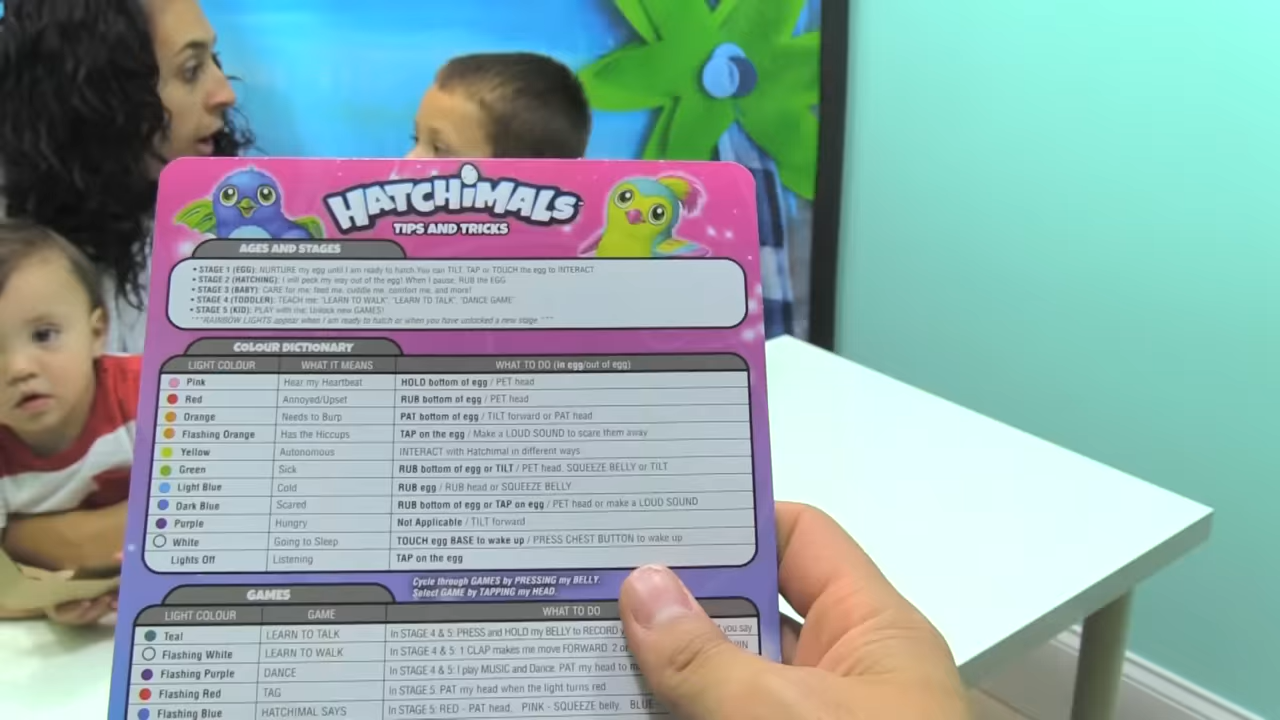 HATCHiMALS
TIPS AND TRICKS
AGES AND STAGES
• STAGE 1 (EGG): NURTURE my egg until I am ready to hatch. You can TILT, TAP or TOUCH the egg to INTERACT
• STAGE 2 (HATCHING): I will peck my way out of the egg! When I pause, RUB the EGG
• STAGE 3 (BABY): CARE for me: feed me, cuddle me, comfort me, and more!
• STAGE 4 (TODDLER): TEACH me: "LEARN TO WALK", "LEARN TO TALK", "DANCE GAME"
• STAGE 5 (KID): PLAY with me: Unlock new GAMES!
***RAINBOW LIGHTS appear when I am ready to hatch or when you have unlocked a new stage.***
COLOUR DICTIONARY
LIGHT COLOUR WHAT IT MEANS WHAT TO DO (in egg/out of egg)
Pink Hear my Heartbeat HOLD bottom of egg / PET head
Red Annoyed/Upset RUB bottom of egg / PET head
Orange Needs to Burp PAT bottom of egg / TILT forward or PAT head
Flashing Orange Has the Hiccups TAP on the egg / Make a LOUD SOUND to scare them away
Yellow Autonomous INTERACT with Hatchimal in different ways
Green Sick RUB bottom of egg or TILT / PET head, SQUEEZE BELLY or TILT
Light Blue Cold RUB egg / RUB head or SQUEEZE BELLY
Dark Blue Scared RUB bottom of egg or TAP on egg / PET head or make a LOUD SOUND
Purple Hungry Not Applicable / TILT forward
White Going to Sleep TOUCH egg BASE to wake up / PRESS CHEST BUTTON to wake up
Lights Off Listening TAP on the egg
Cycle through GAMES by PRESSING my BELLY.
Select GAME by TAPPING my HEAD.
GAMES
LIGHT COLOUR GAME WHAT TO DO
Teal LEARN TO TALK In STAGE 4 & 5: PRESS and HOLD my BELLY to RECORD you say
Flashing White LEARN TO WALK In STAGE 4 & 5: 1 CLAP makes me move FORWARD. 2
Flashing Purple DANCE In STAGE 4 & 5: I play MUSIC and Dance. PAT my head to
Flashing Red TAG In STAGE 5: PAT my head when the light turns red
Flashing Blue HATCHIMAL SAYS In STAGE 5: RED - PAT head. PINK - SQUEEZE belly. BLUE